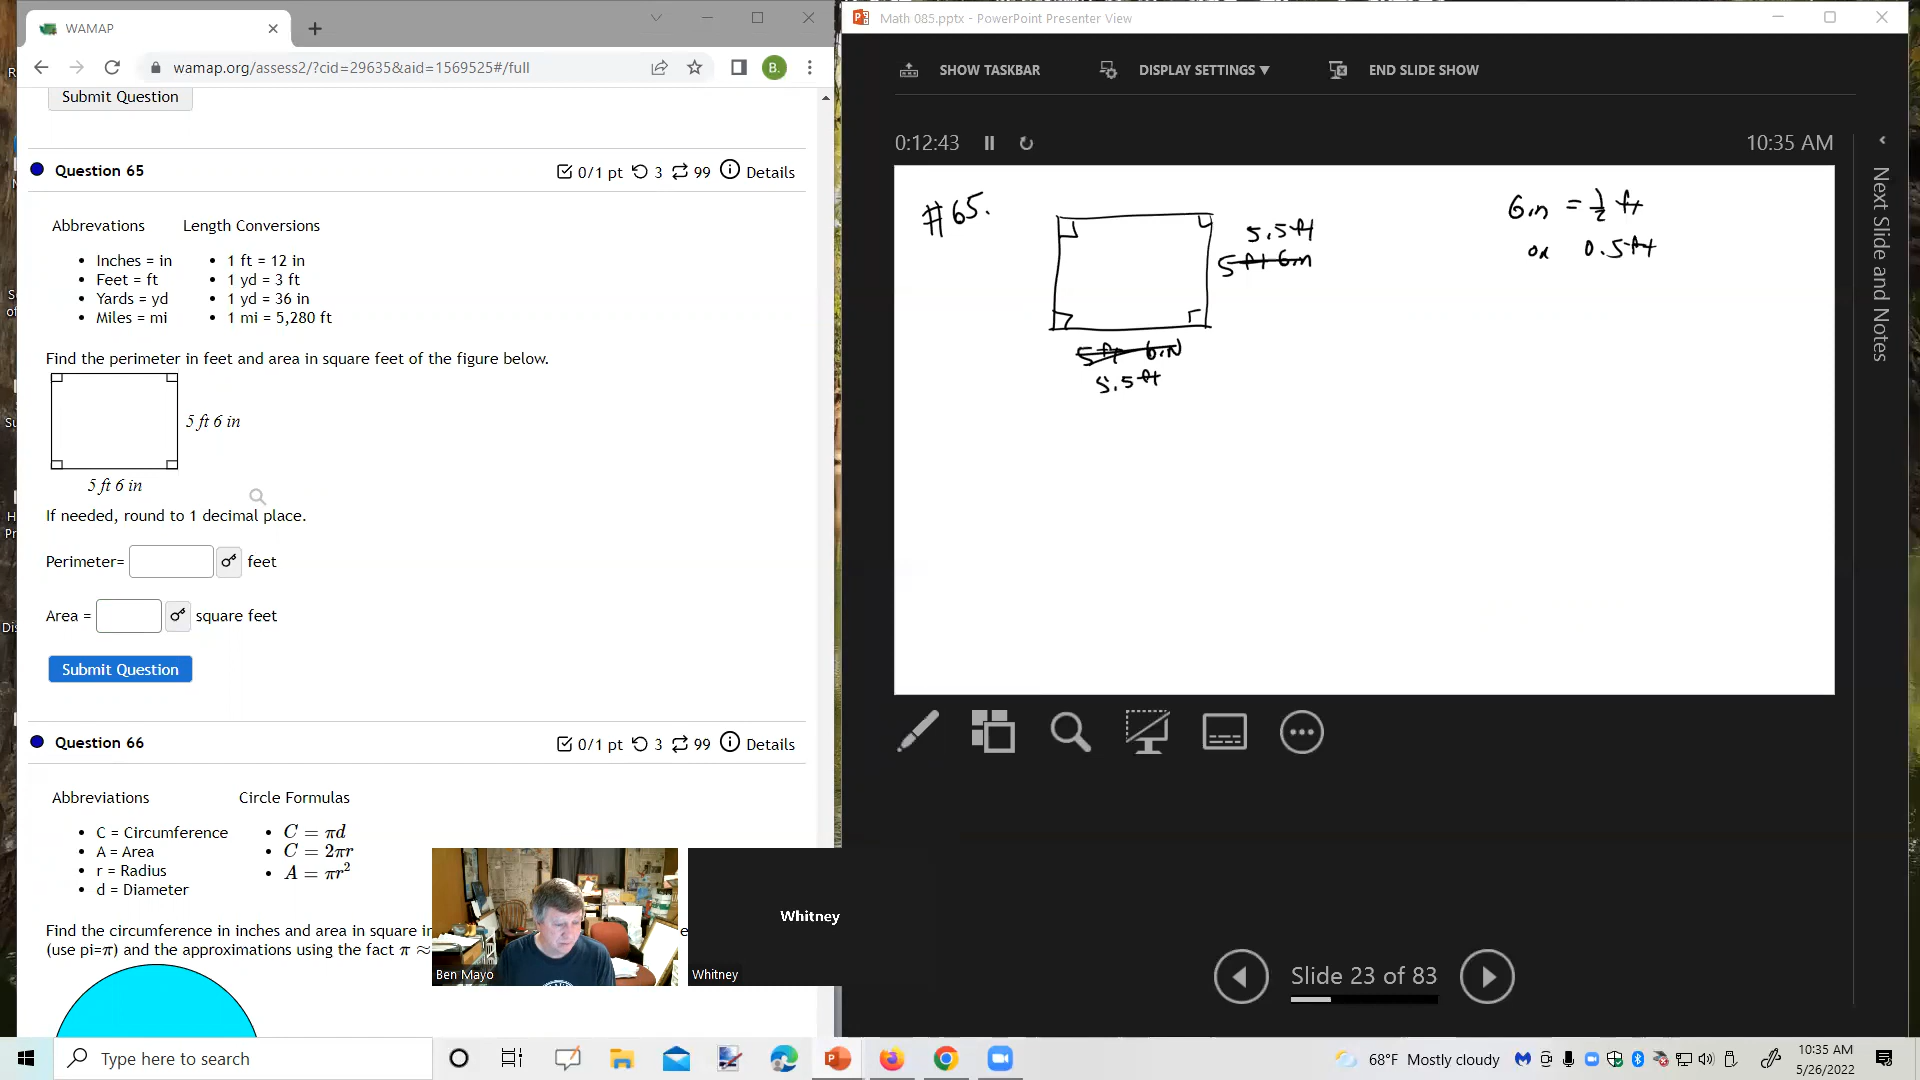 WAMAP
wamap.org/assess2/?cid=29635&aid=1569525#/full
B.
Submit Question
Question 65
0/1 pt 3 99 Details
Abbrevations Length Conversions
• Inches = in • 1 ft = 12 in
• Feet = ft • 1 yd = 3 ft
• Yards = yd • 1 yd = 36 in
• Miles = mi • 1 mi = 5,280 ft
Find the perimeter in feet and area in square feet of the figure below.
5 ft 6 in
5 ft 6 in
If needed, round to 1 decimal place.
Perimeter= feet
Area = square feet
Submit Question
Question 66
0/1 pt 3 99 Details
Abbreviations Circle Formulas
• C = Circumference • C = πd
• A = Area • C = 2πr
• r = Radius • A = πr²
• d = Diameter
Find the circumference in inches and area in square in
(use pi=π) and the approximations using the fact π ≈
Ben Mayo
Whitney
Whitney
Math 085.pptx - PowerPoint Presenter View
SHOW TASKBAR DISPLAY SETTINGS ▼ END SLIDE SHOW
0:12:43 10:35 AM
Next Slide and Notes
#65.
5.5ft
5 ft 6in
5 ft 6in
5.5ft
6in = 1/2 ft
or 0.5ft
Slide 23 of 83
Type here to search
68°F Mostly cloudy
10:35 AM
5/26/2022